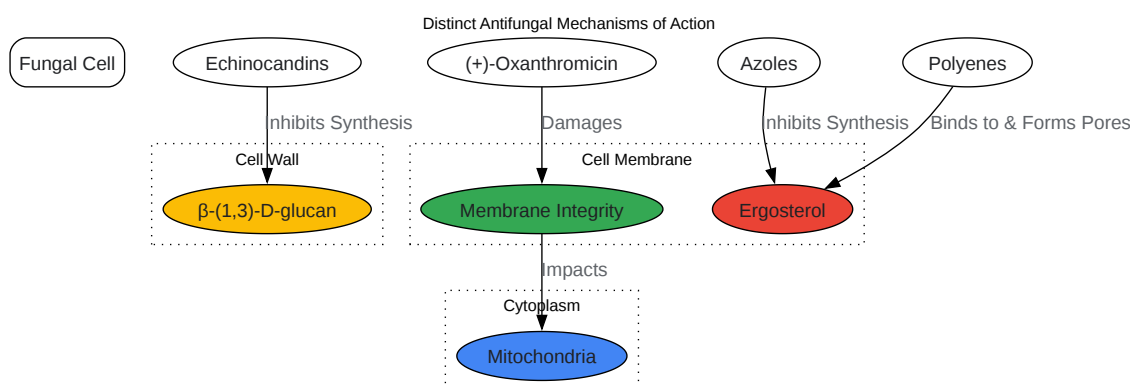 Distinct Antifungal Mechanisms of Action
Fungal Cell
Echinocandins
(+)-Oxanthromicin
Azoles
Polyenes
Inhibits Synthesis
Damages
Inhibits Synthesis
Binds to & Forms Pores
Cell Wall
Cell Membrane
β-(1,3)-D-glucan
Membrane Integrity
Ergosterol
Impacts
Cytoplasm
Mitochondria